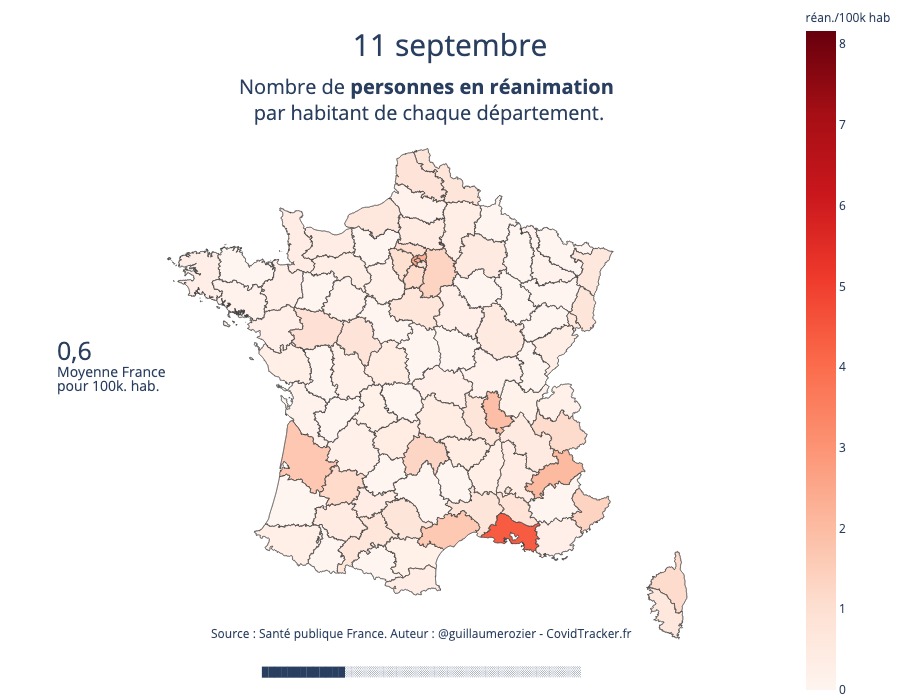 réan./100k hab
11 septembre
Nombre de personnes en réanimation
par habitant de chaque département.
8
7
6
5
4
3
2
1
0
0,6
Moyenne France
pour 100k. hab.
Source : Santé publique France. Auteur : @guillaumerozier - CovidTracker.fr